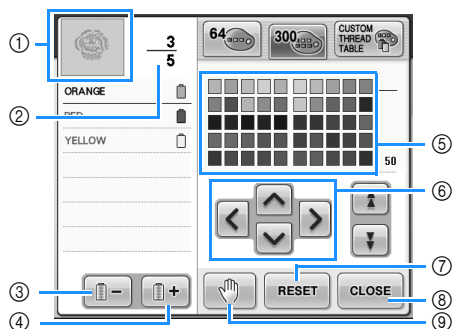 ①
3
5
64
300
CUSTOM
THREAD
TABLE
②
ORANGE
YELLOW
⑤
50
⑥
⑦
③
−
+
RESET
CLOSE
⑧
④
⑨